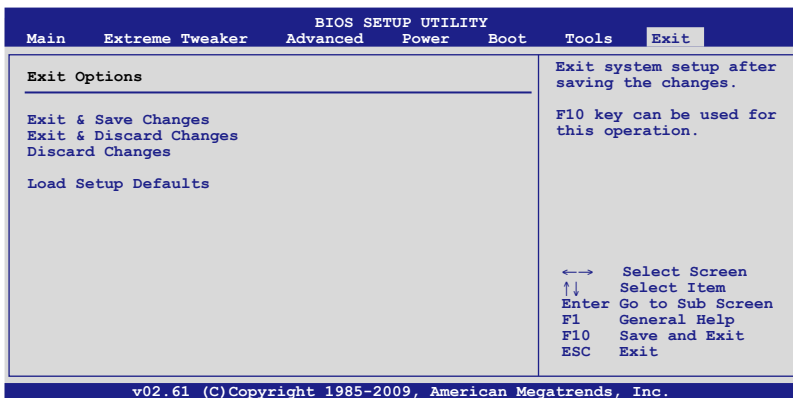 BIOS SETUP UTILITY
Main Extreme Tweaker Advanced Power Boot Tools Exit
Exit Options
Exit & Save Changes
Exit & Discard Changes
Discard Changes
Load Setup Defaults
Exit system setup after
saving the changes.
F10 key can be used for
this operation.
←→ Select Screen
↑↓ Select Item
Enter Go to Sub Screen
F1 General Help
F10 Save and Exit
ESC Exit
v02.61 (C)Copyright 1985-2009, American Megatrends, Inc.